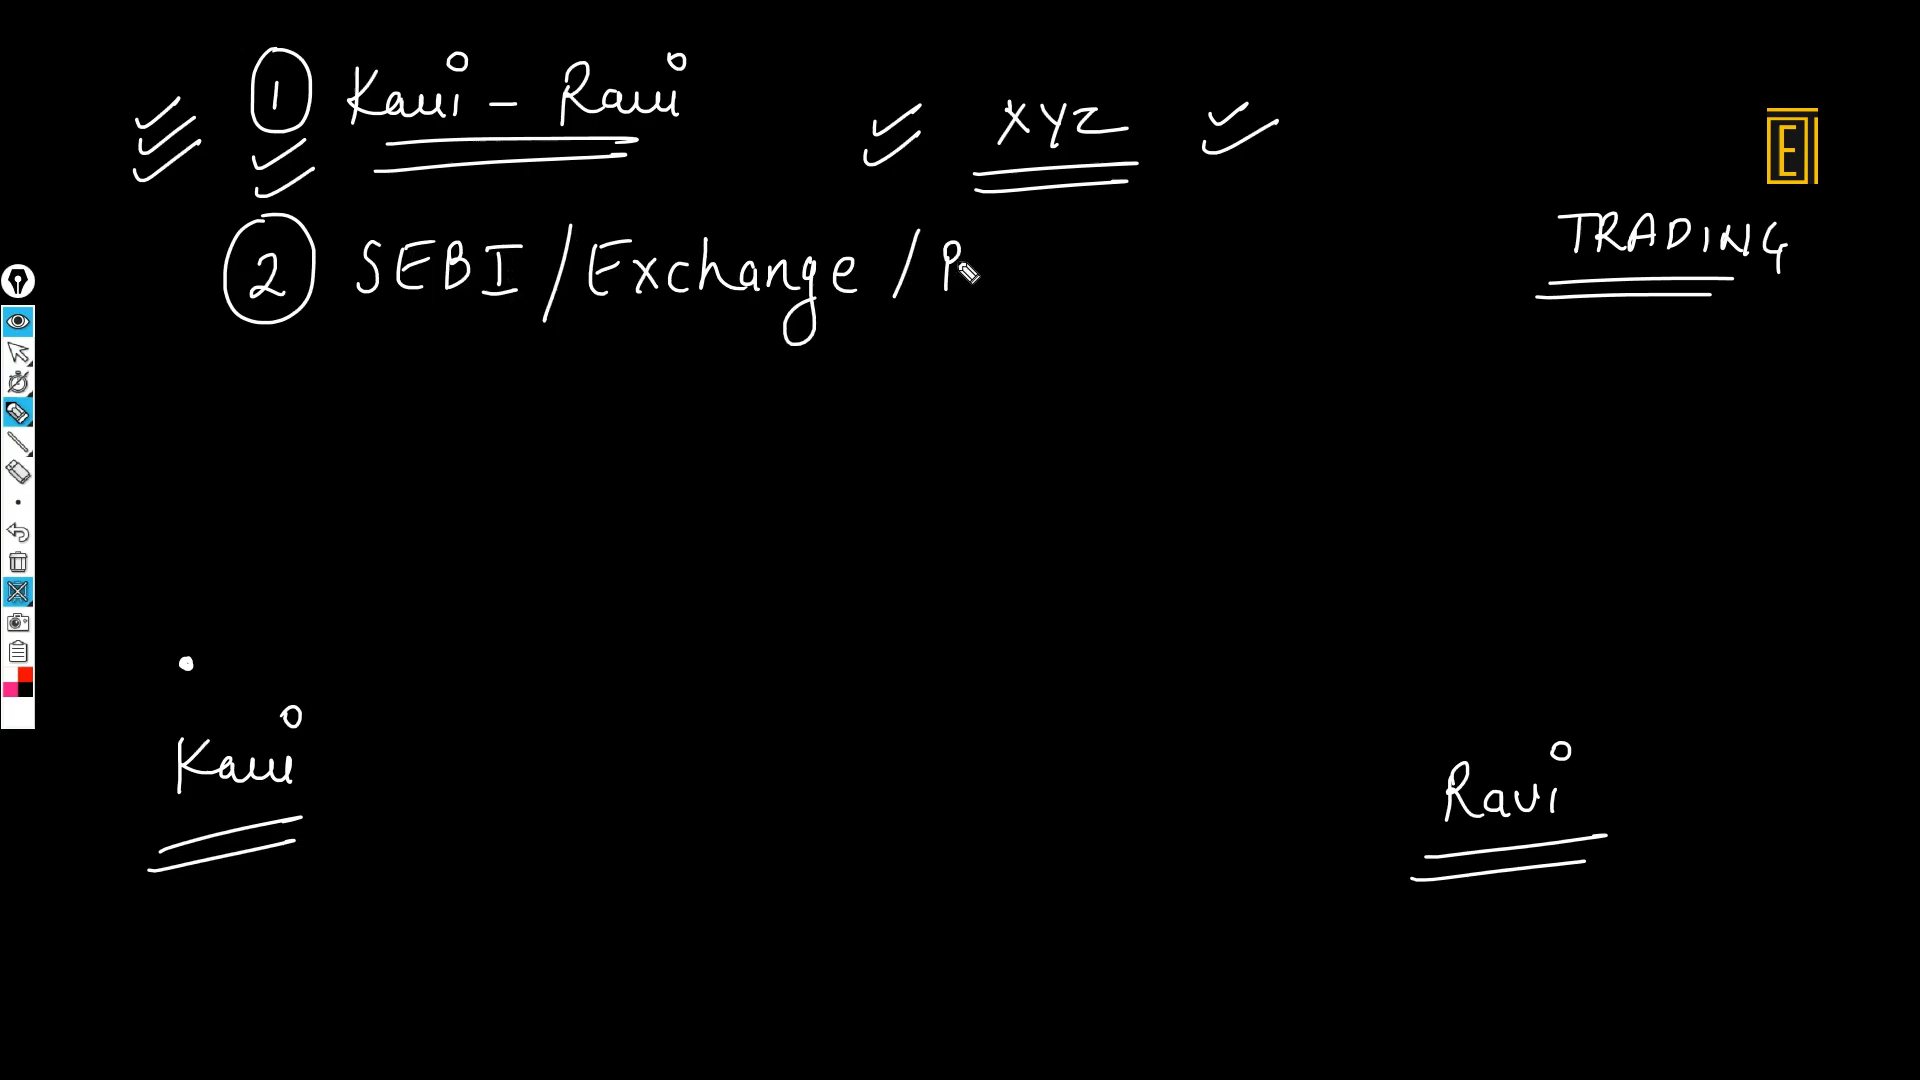 1 Kavi - Ravi
XYZ
E
TRADING
2 SEBI / Exchange / P
Kavi
Ravi